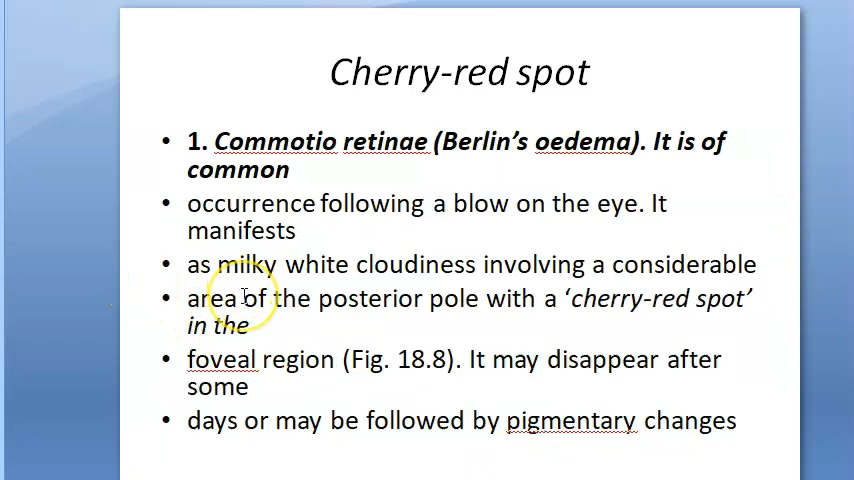 Cherry-red spot
• 1. Commotio retinae (Berlin's oedema). It is of
common
• occurrence following a blow on the eye. It
manifests
• as milky white cloudiness involving a considerable
• area of the posterior pole with a ‘cherry-red spot’
in the
• foveal region (Fig. 18.8). It may disappear after
some
• days or may be followed by pigmentary changes